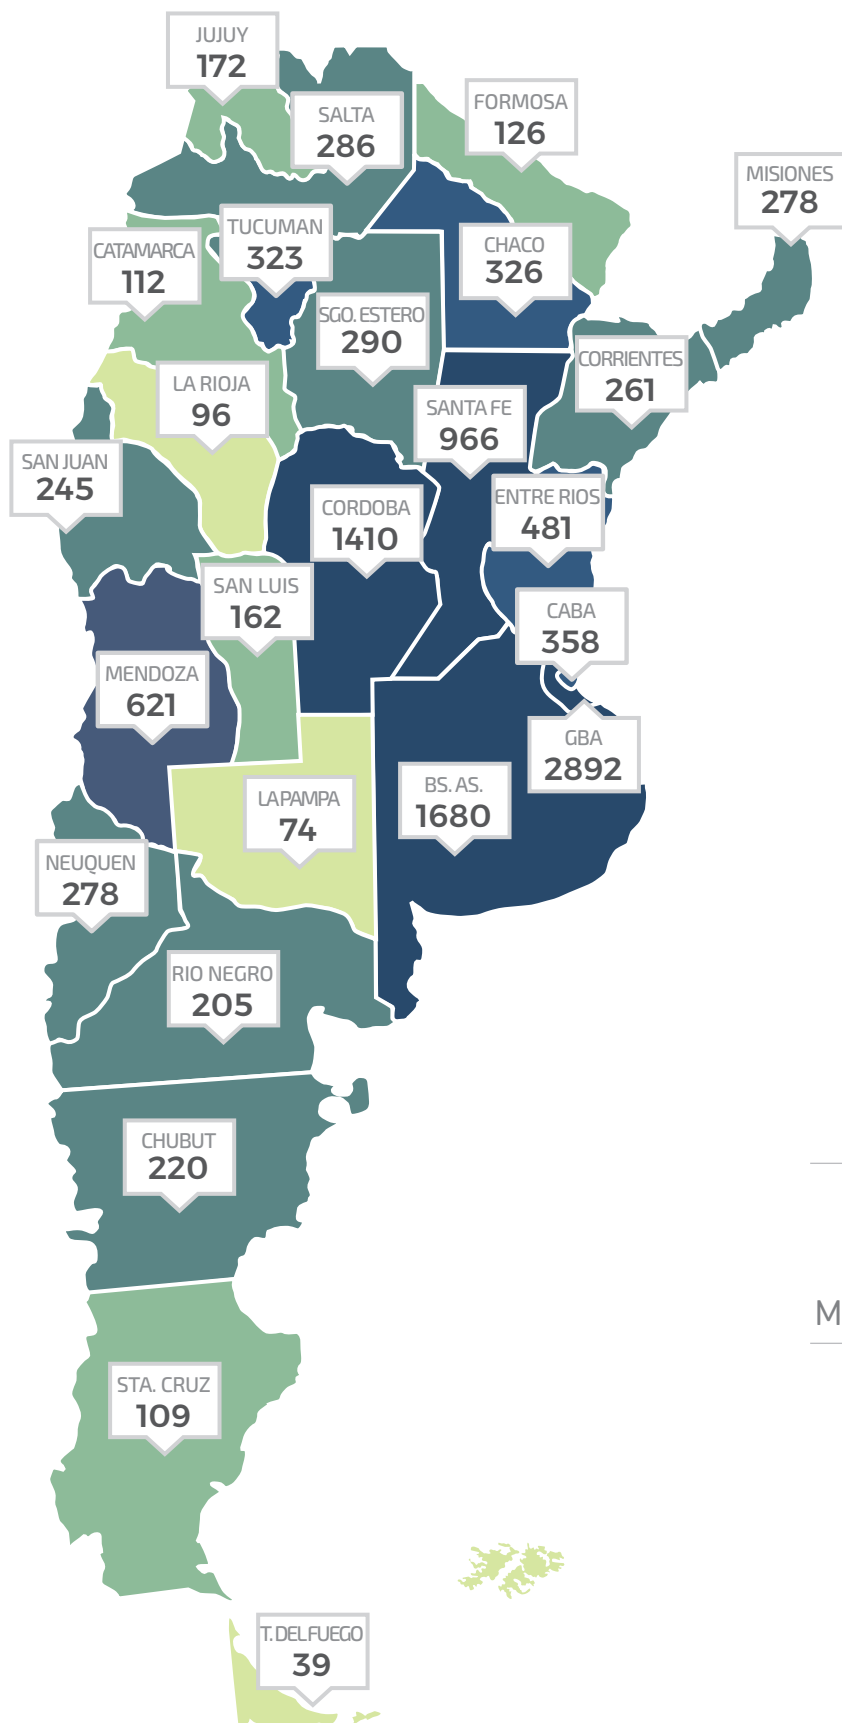 JUJUY
172
SALTA
286
FORMOSA
126
MISIONES
278
TUCUMAN
323
CATAMARCA
112
CHACO
326
SGO. ESTERO
290
CORRIENTES
261
LA RIOJA
96
SANTA FE
966
SAN JUAN
245
CORDOBA
1410
ENTRE RIOS
481
SAN LUIS
162
CABA
358
MENDOZA
621
GBA
2892
LA PAMPA
74
BS. AS.
1680
NEUQUEN
278
RIO NEGRO
205
CHUBUT
220
M
STA. CRUZ
109
T. DEL FUEGO
39